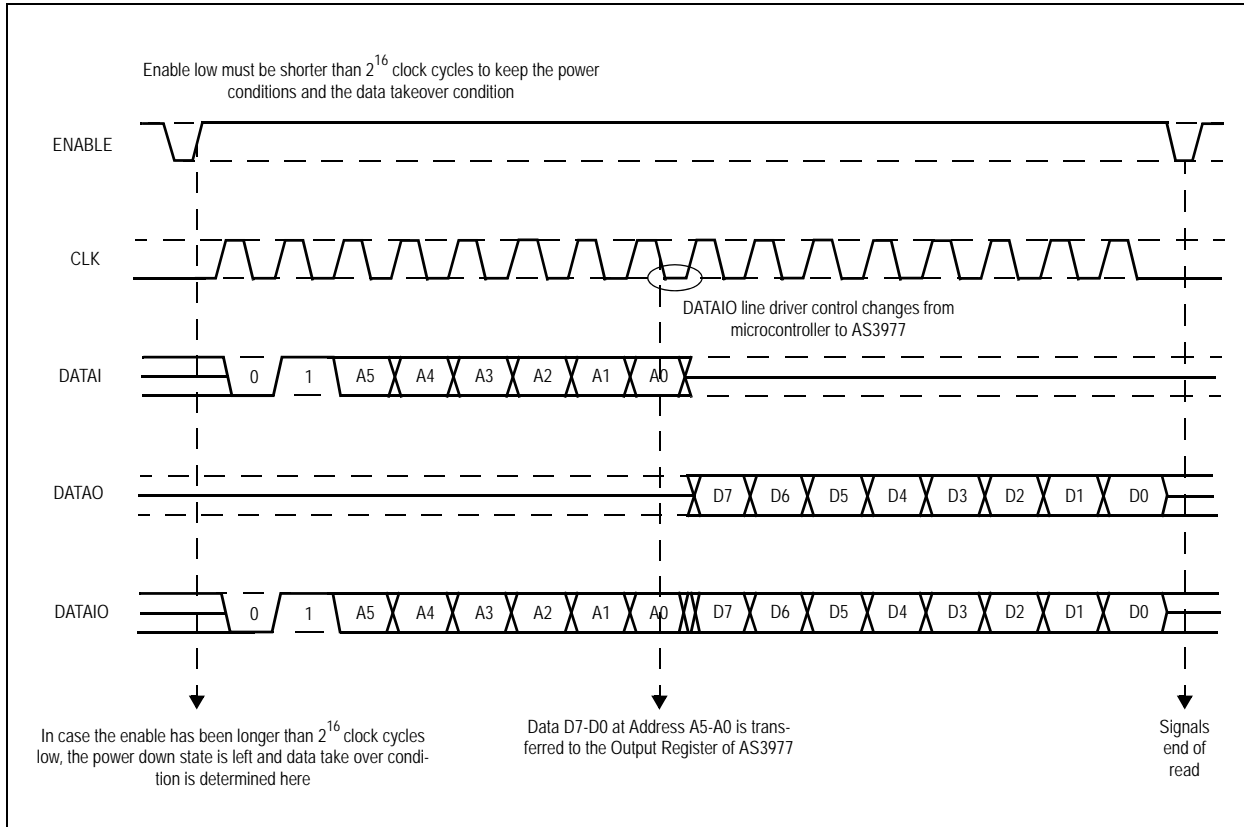 Enable low must be shorter than 2^16 clock cycles to keep the power
conditions and the data takeover condition
ENABLE
CLK
DATAIO line driver control changes from
microcontroller to AS3977
DATAI
0 1 A5 A4 A3 A2 A1 A0
DATAO
D7 D6 D5 D4 D3 D2 D1 D0
DATAIO
0 1 A5 A4 A3 A2 A1 A0 D7 D6 D5 D4 D3 D2 D1 D0
In case the enable has been longer than 2^16 clock cycles
low, the power down state is left and data take over condi-
tion is determined here
Data D7-D0 at Address A5-A0 is trans-
ferred to the Output Register of AS3977
Signals
end of
read